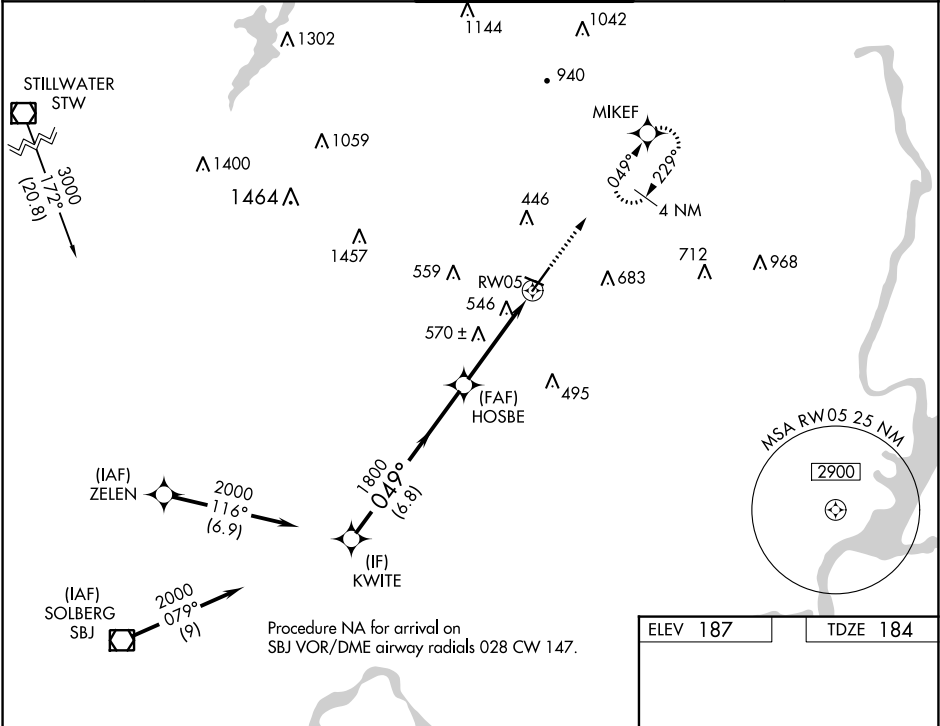 1144
1042
1302
940
STILLWATER
STW
MIKEF
1059
1400
3000
172°
(20.8)
049°
229°
1464
4 NM
446
1457
559
712
968
683
RW05
546
570 ±
(FAF)
HOSBE
495
MSA RW05 25 NM
2900
1800
049°
(6.8)
(IAF)
ZELEN
2000
116°
(6.9)
(IF)
KWITE
(IAF)
SOLBERG
SBJ
2000
079°
(9)
Procedure NA for arrival on
SBJ VOR/DME airway radials 028 CW 147.
ELEV 187
TDZE 184